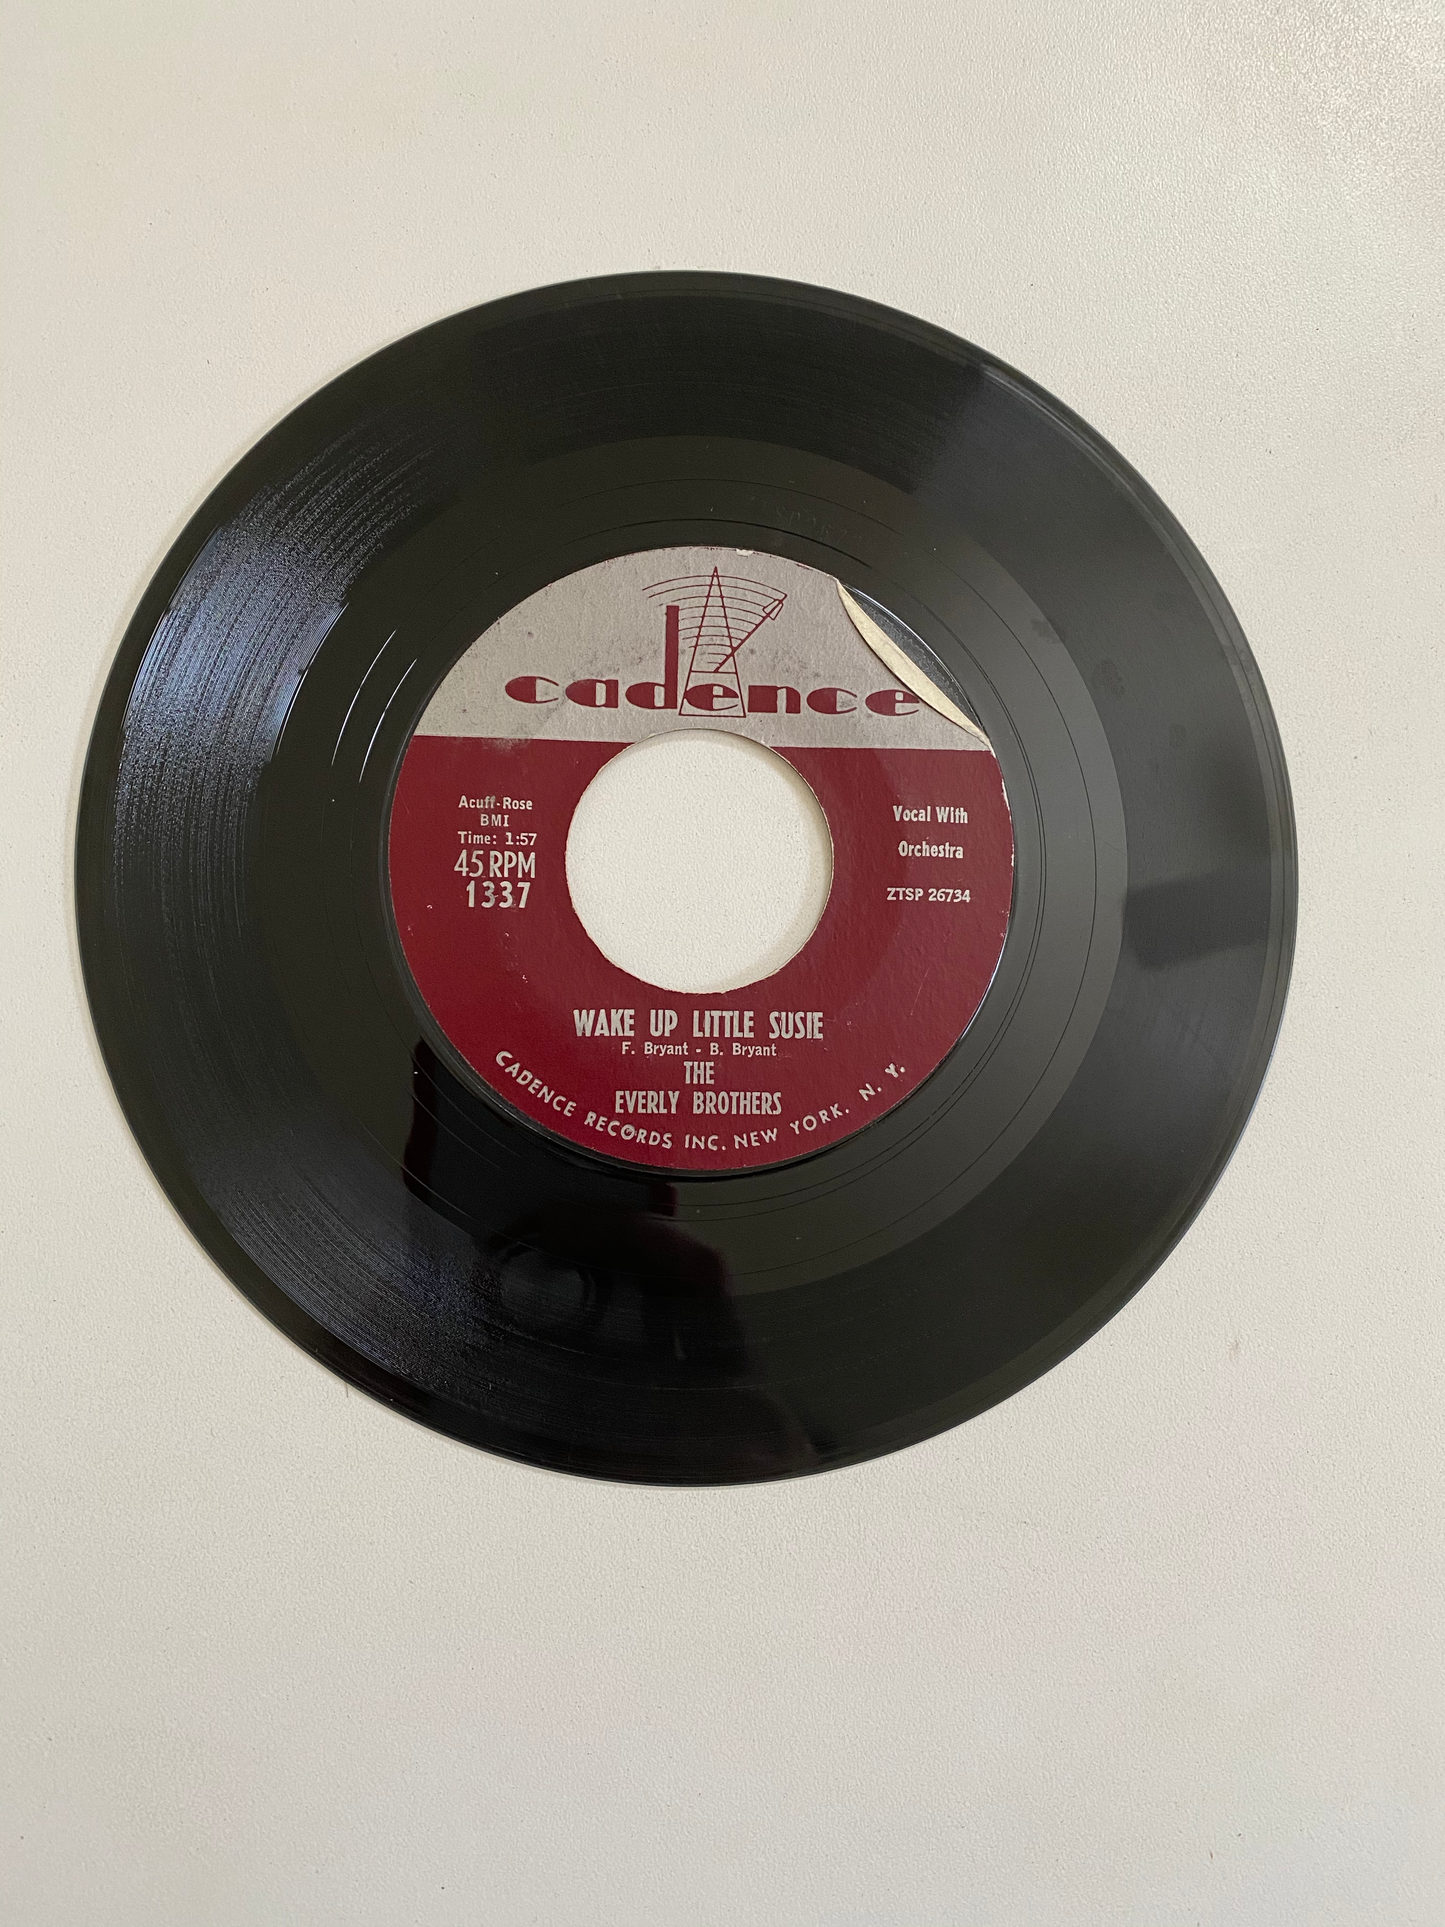 cadence
Acuff-Rose
BMI
Time: 1:57
45 RPM
1337
Vocal With
Orchestra
ZTSP 26734
WAKE UP LITTLE SUSIE
F. Bryant - B. Bryant
THE
EVERLY BROTHERS
CADENCE RECORDS INC. NEW YORK. N. Y.